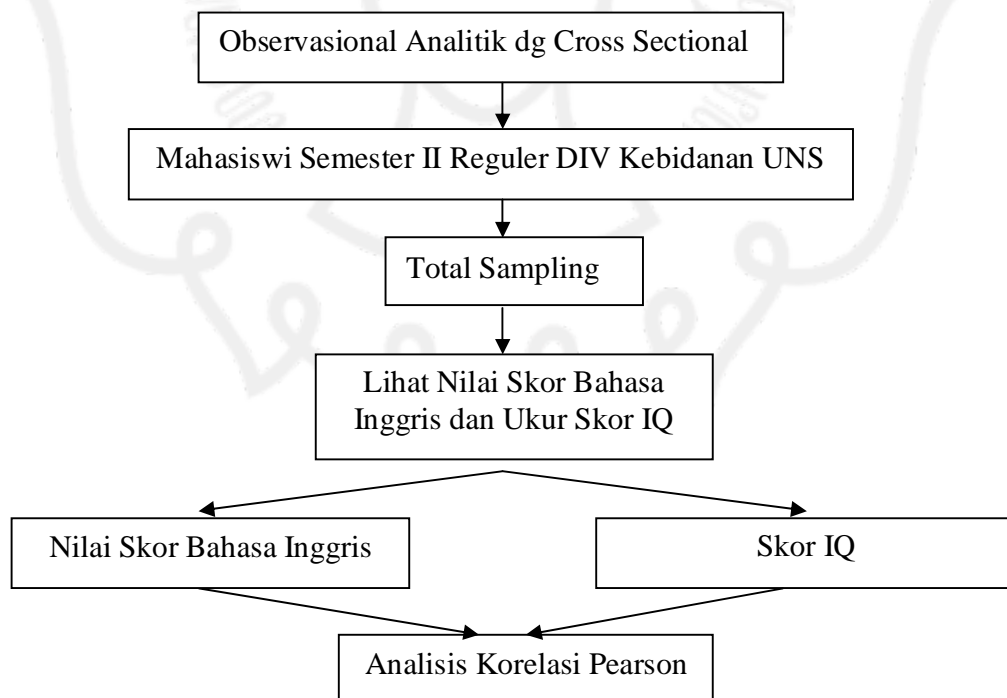 Observasional Analitik dg Cross Sectional
Mahasiswi Semester II Reguler DIV Kebidanan UNS
Total Sampling
Lihat Nilai Skor Bahasa
Inggris dan Ukur Skor IQ
Nilai Skor Bahasa Inggris
Skor IQ
Analisis Korelasi Pearson